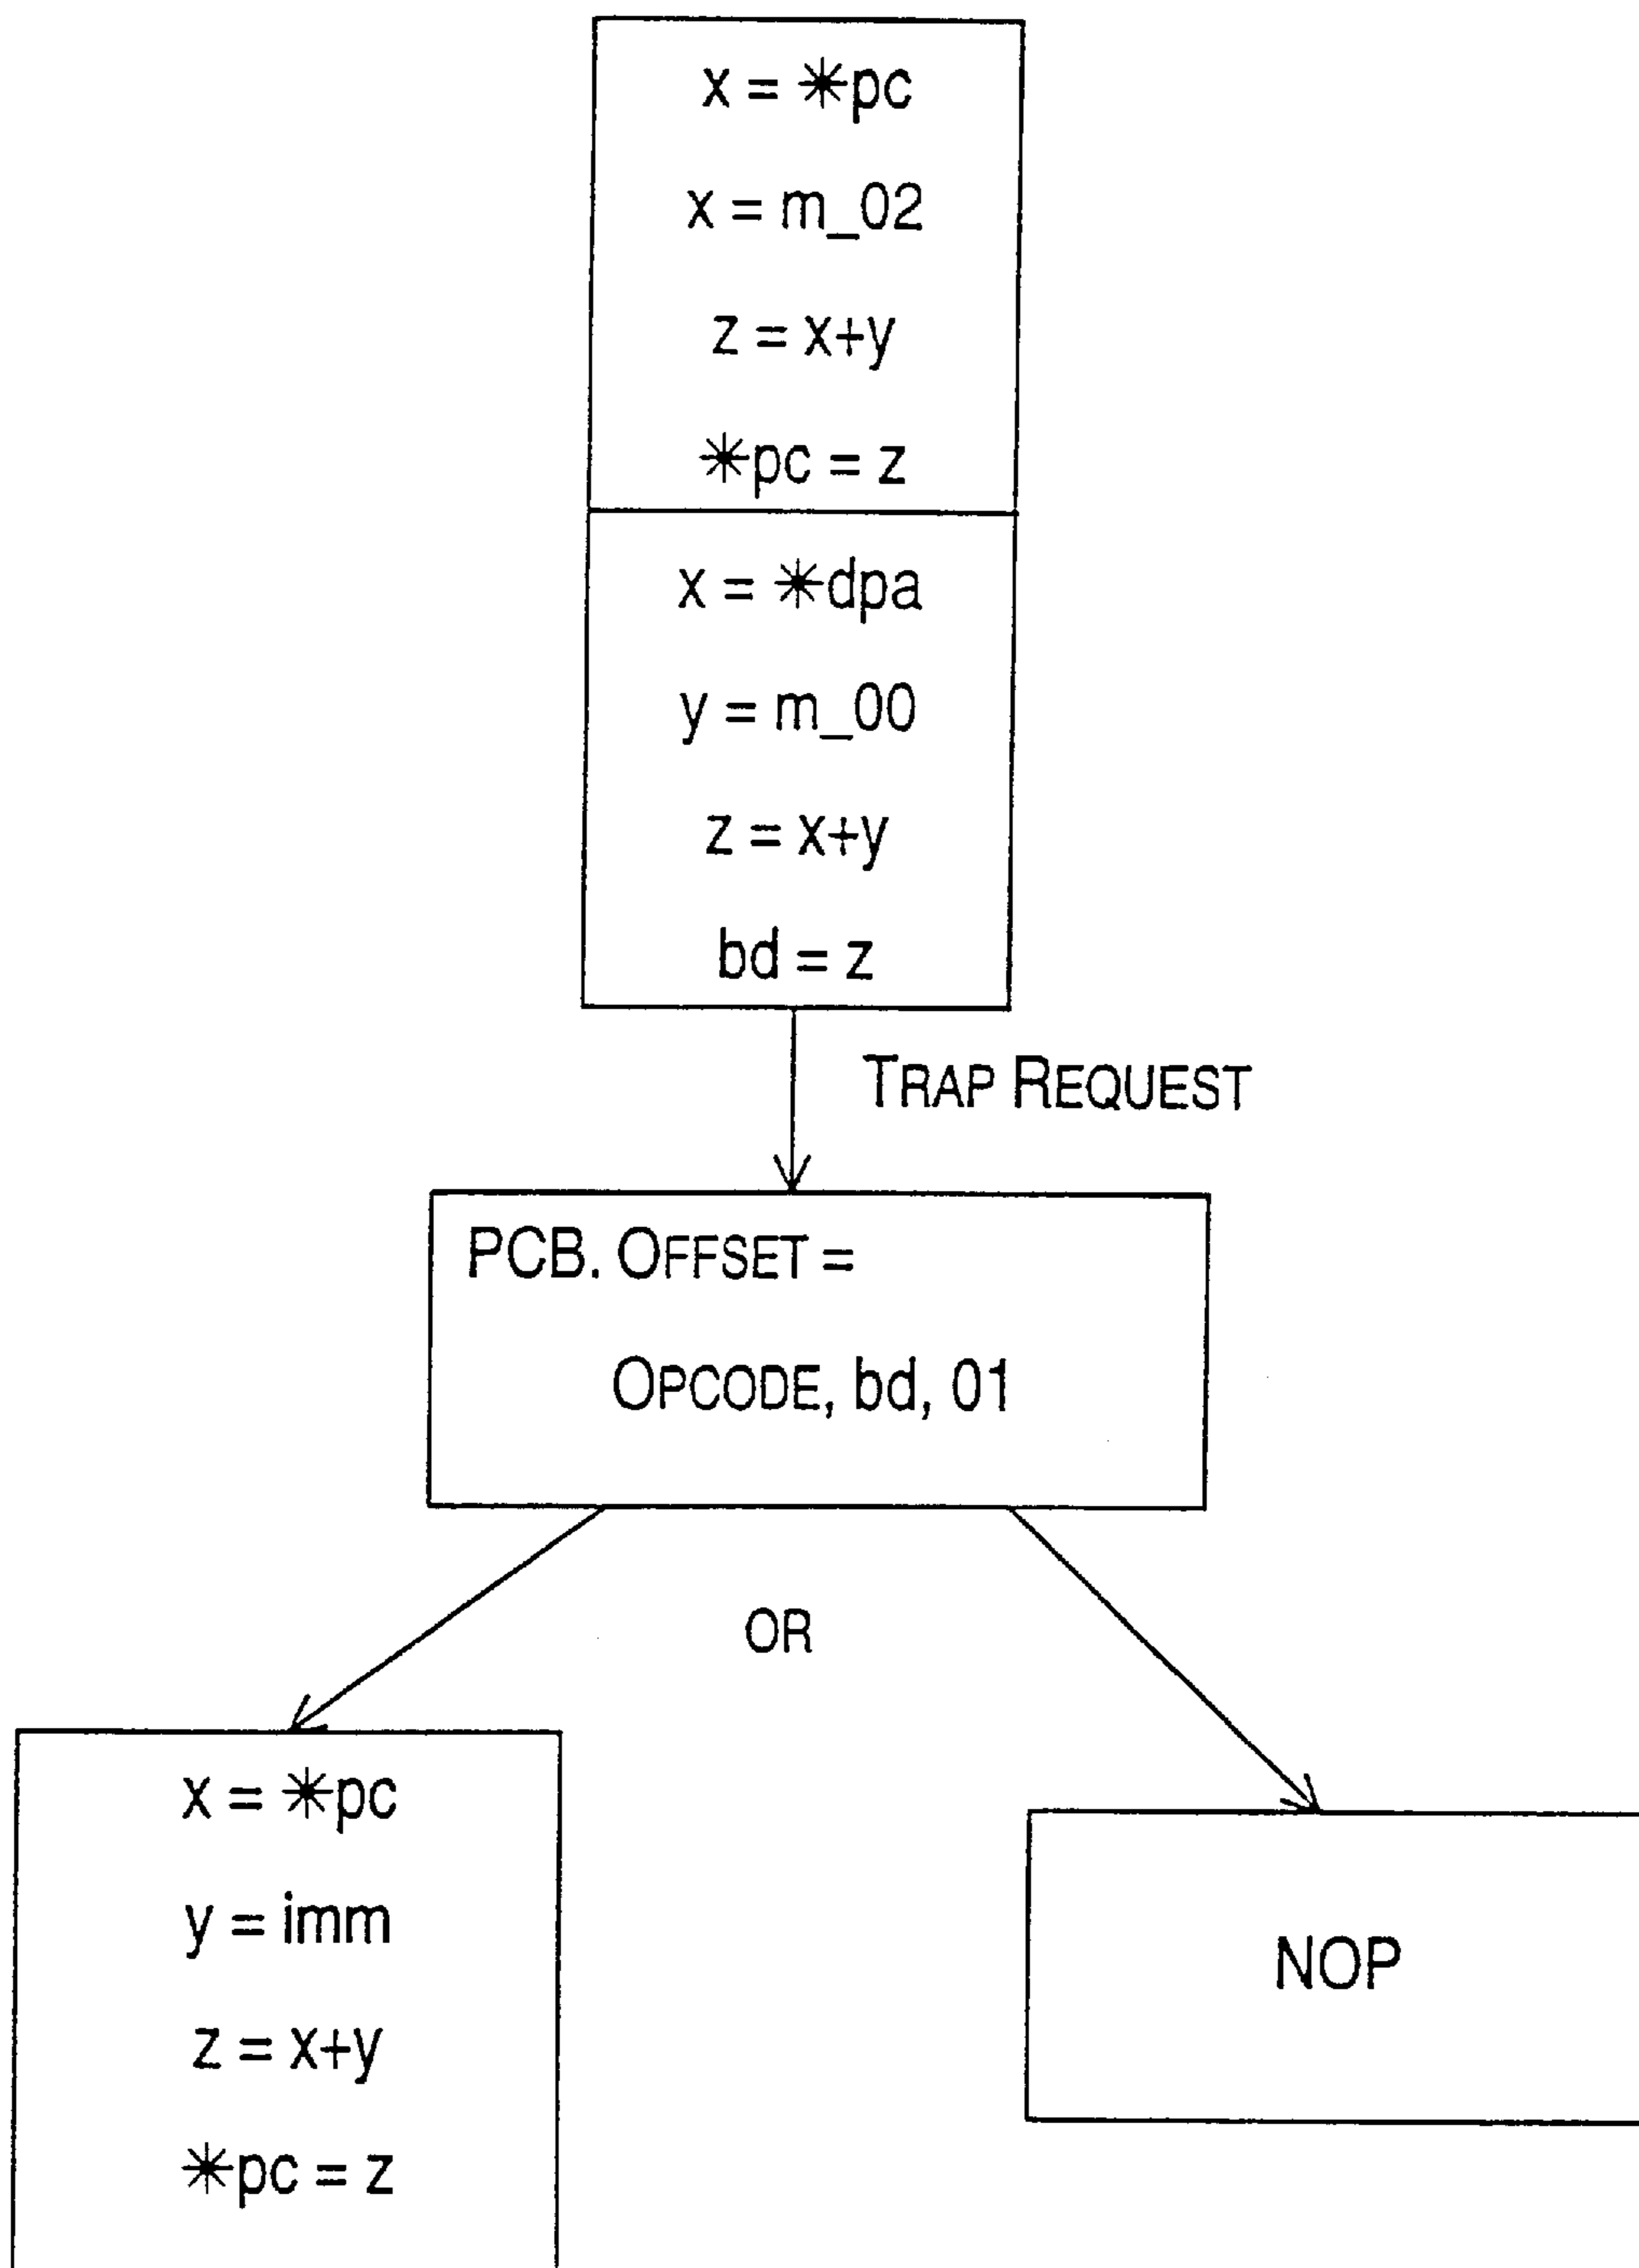 x = *pc
x = m_02
z = x+y
*pc = z
x = *dpa
y = m_00
z = x+y
bd = z
TRAP REQUEST
PCB. OFFSET =
OPCODE, bd, 01
OR
x = *pc
y = imm
z = x+y
*pc = z
NOP